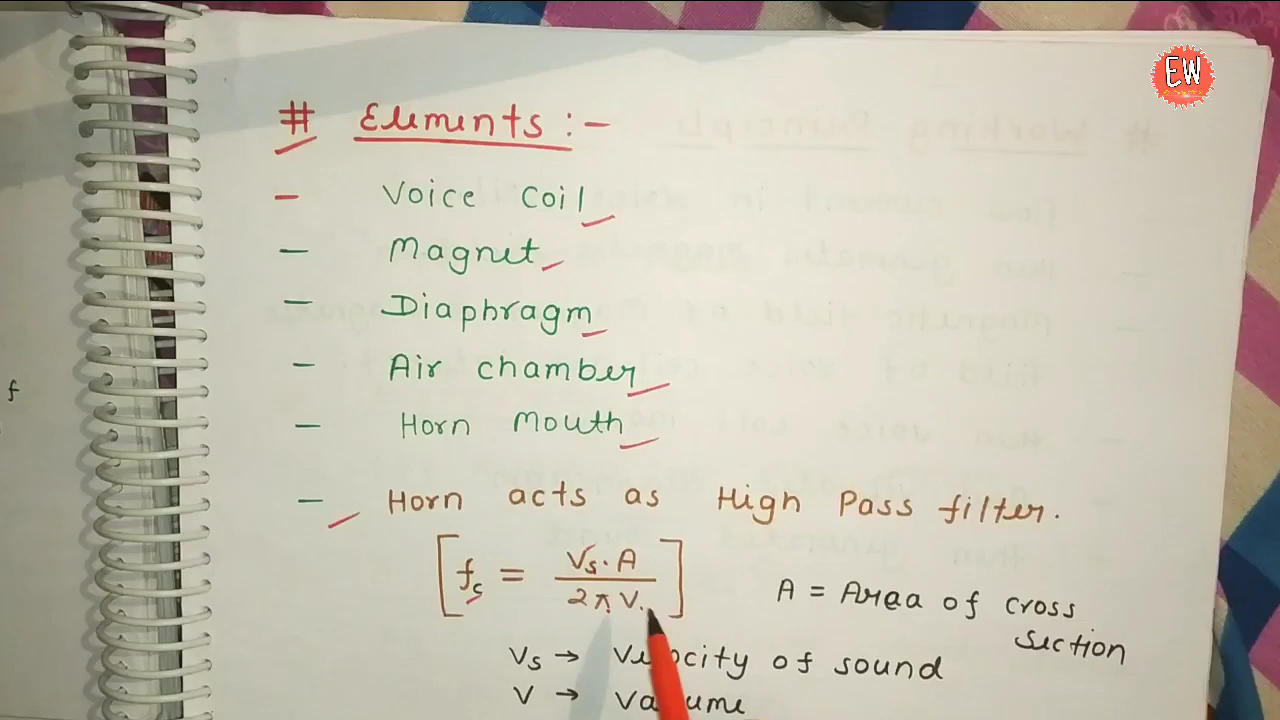 EW
# Elements :-
- Voice Coil
- Magnet
- Diaphragm
- Air chamber
- Horn Mouth
- Horn acts as High Pass filter.
[fc = Vs.A / 2πV.]
A = Area of cross
section
Vs → Velocity of sound
V →
f